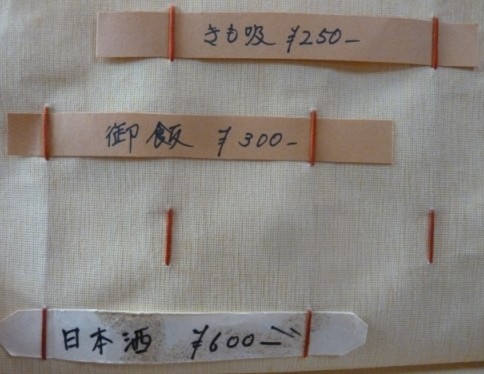 きも吸 ¥250-
御飯 ¥300-
日本酒 ¥600-